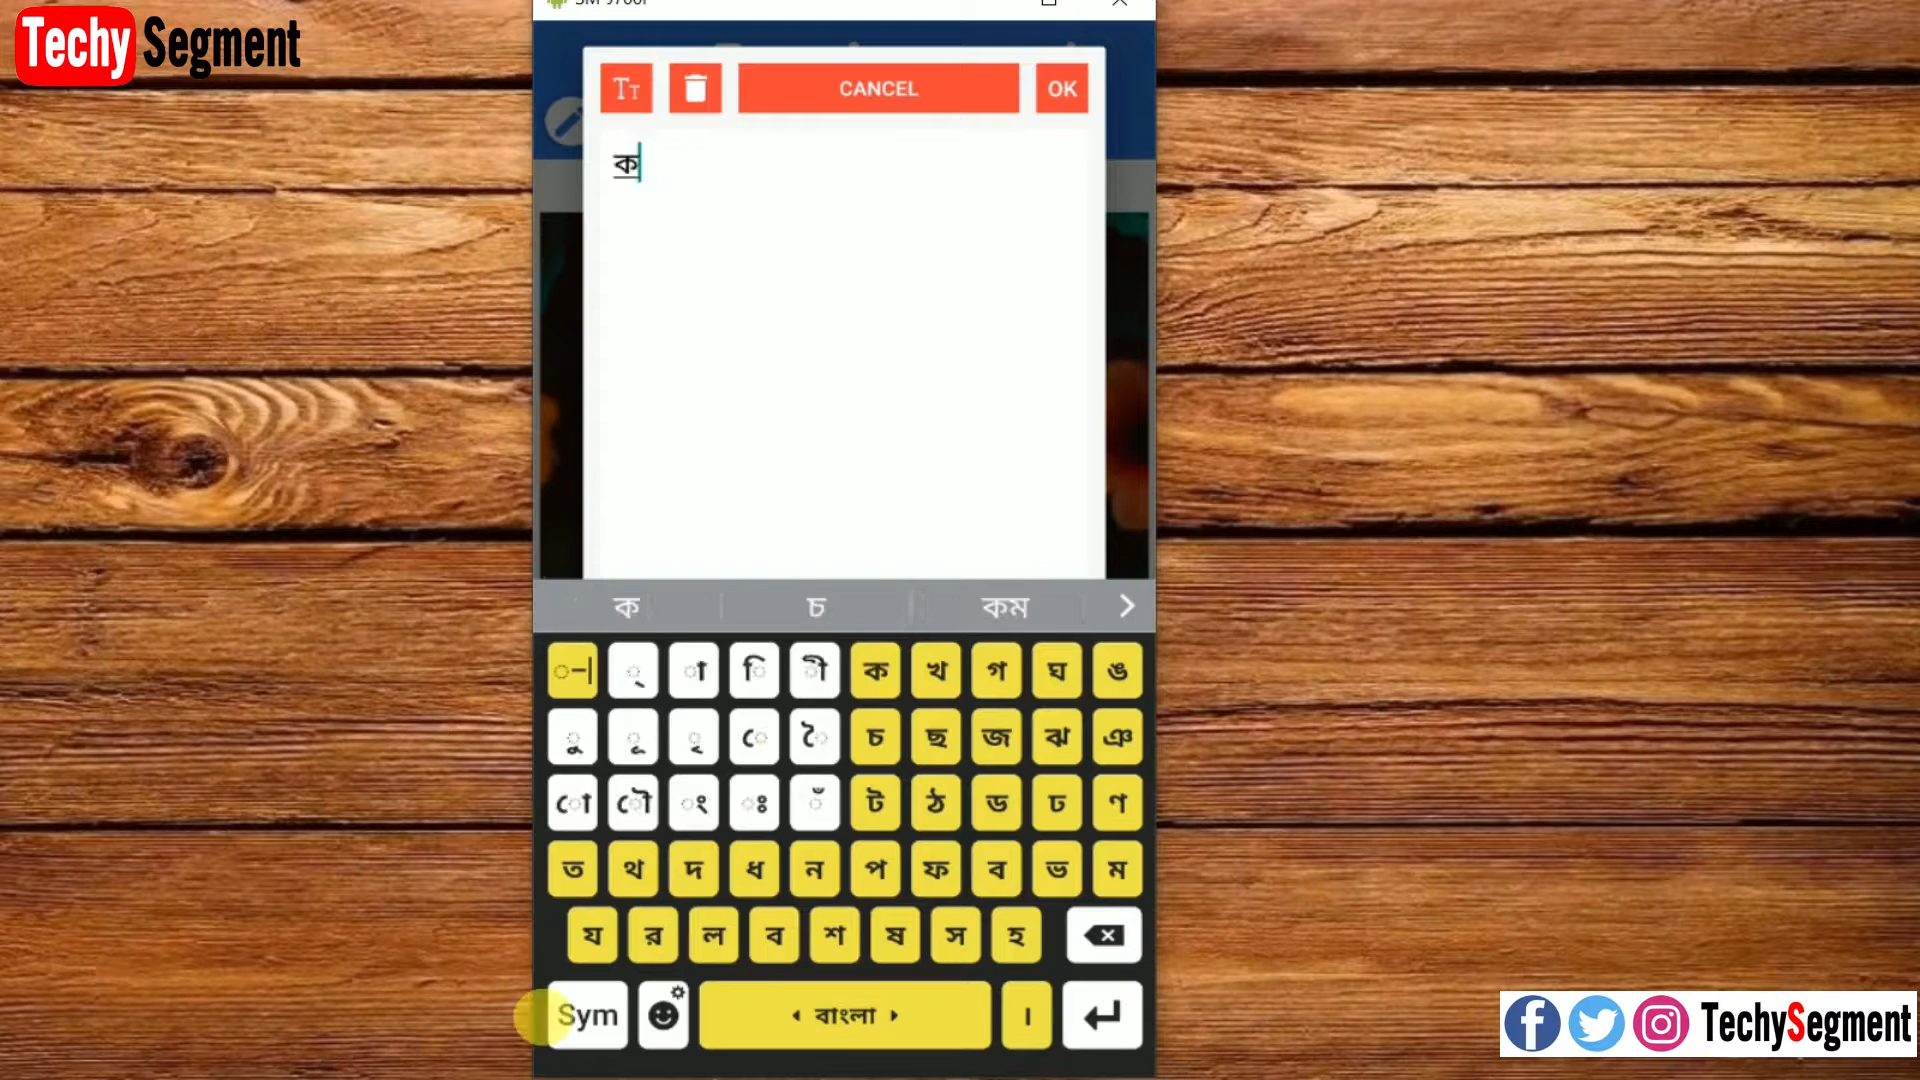 Techy Segment
CANCEL
OK
ক
ক চ কম
্ া ি ী ক খ গ ঘ ঙ
ু ূ ৃ ে ৈ চ ছ জ ঝ ঞ
ো ৌ ং ঃ ঁ ট ঠ ড ঢ ণ
ত থ দ ধ ন প ফ ব ভ ম
য র ল ব শ ষ স হ
Sym বাংলা ।
TechySegment